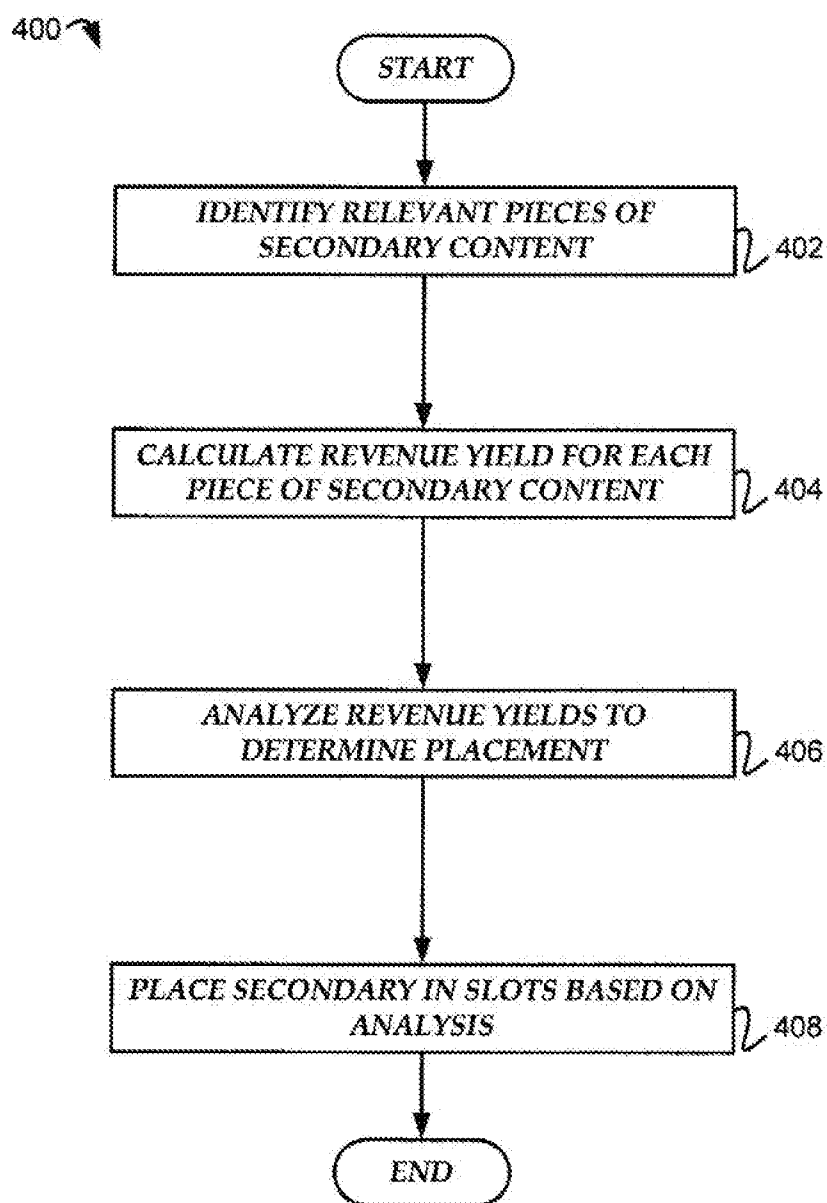 400
START
IDENTIFY RELEVANT PIECES OF
SECONDARY CONTENT
402
CALCULATE REVENUE YIELD FOR EACH
PIECE OF SECONDARY CONTENT
404
ANALYZE REVENUE YIELDS TO
DETERMINE PLACEMENT
406
PLACE SECONDARY IN SLOTS BASED ON
ANALYSIS
408
END